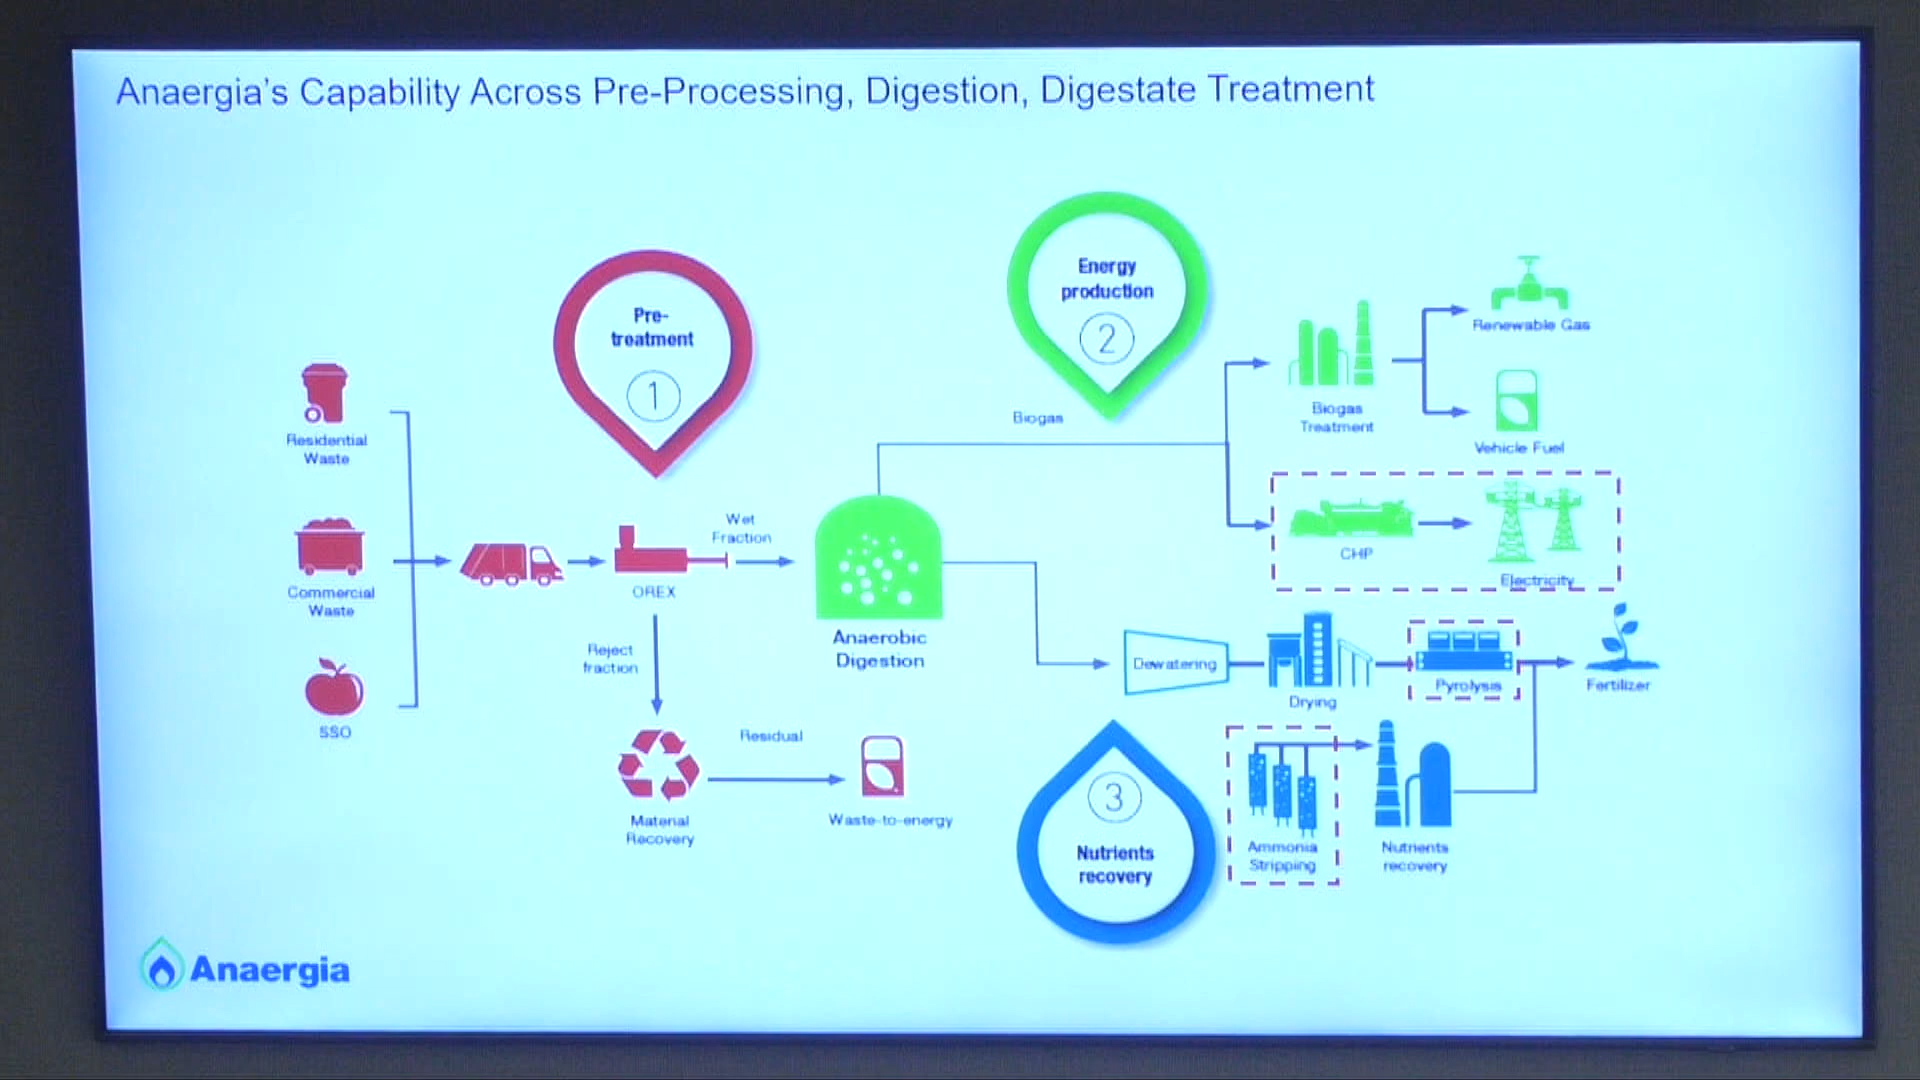 Anaergia's Capability Across Pre-Processing, Digestion, Digestate Treatment
Pre-
treatment
1
Energy
production
2
Residential
Waste
Commercial
Waste
SSO
OREX
Wet
Fraction
Reject
fraction
Material
Recovery
Residual
Waste-to-energy
Anaerobic
Digestion
Biogas
Biogas
Treatment
Renewable Gas
Vehicle Fuel
CHP
Electricity
Dewatering
Drying
Pyrolysis
Fertilizer
3
Nutrients
recovery
Ammonia
Stripping
Nutrients
recovery
Anaergia